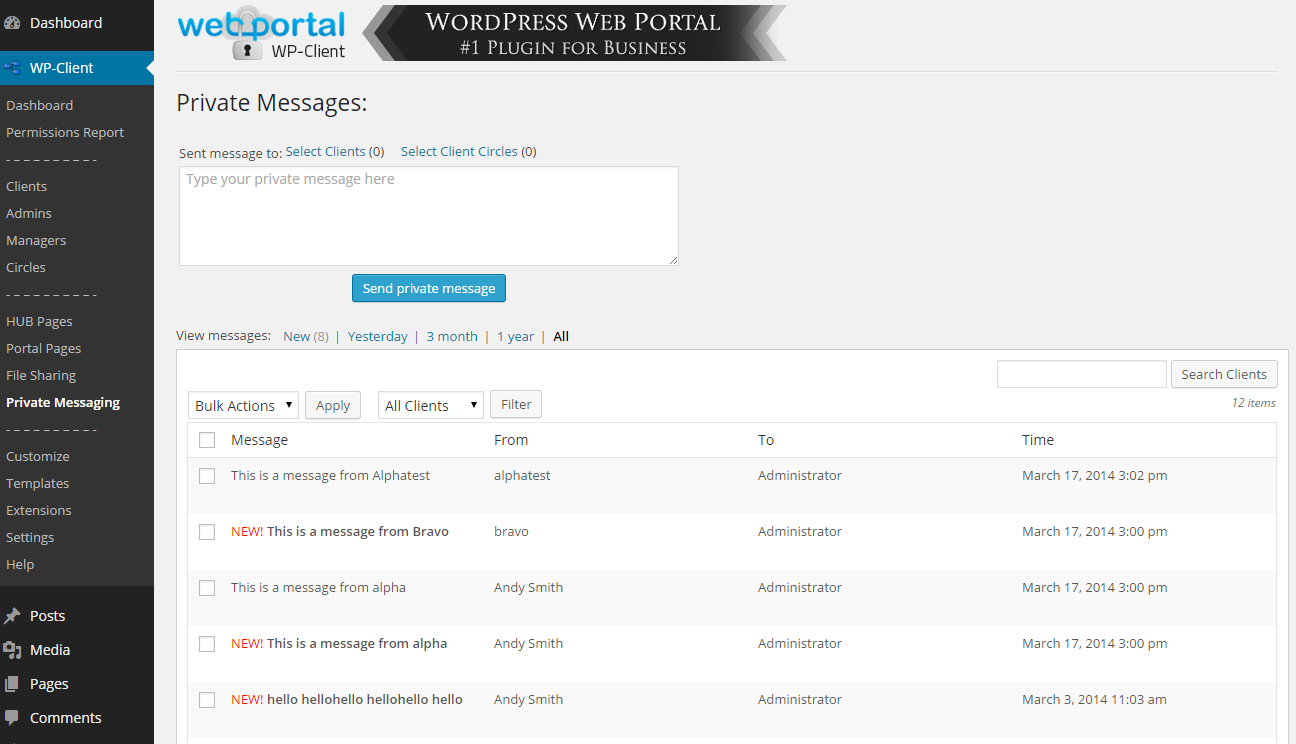 Dashboard
WP-Client
Dashboard
Permissions Report
- - - - - - - - - -
Clients
Admins
Managers
Circles
- - - - - - - - - -
HUB Pages
Portal Pages
File Sharing
Private Messaging
- - - - - - - - - -
Customize
Templates
Extensions
Settings
Help
Posts
Media
Pages
Comments
web portal
WP-Client
WordPress Web Portal
#1 Plugin for Business
Private Messages:
Sent message to: Select Clients (0) Select Client Circles (0)
Type your private message here
Send private message
View messages: New (8) | Yesterday | 3 month | 1 year | All
Search Clients
Bulk Actions Apply All Clients Filter 12 items
Message From To Time
This is a message from Alphatest alphatest Administrator March 17, 2014 3:02 pm
NEW! This is a message from Bravo bravo Administrator March 17, 2014 3:00 pm
This is a message from alpha Andy Smith Administrator March 17, 2014 3:00 pm
NEW! This is a message from alpha Andy Smith Administrator March 17, 2014 3:00 pm
NEW! hello hellohello hellohello hello Andy Smith Administrator March 3, 2014 11:03 am